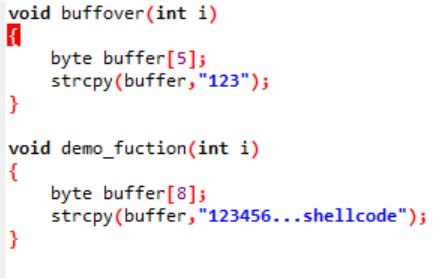 void buffover(int i)
{
    byte buffer[5];
    strcpy(buffer,"123");
}

void demo_fuction(int i)
{
    byte buffer[8];
    strcpy(buffer,"123456...shellcode");
}